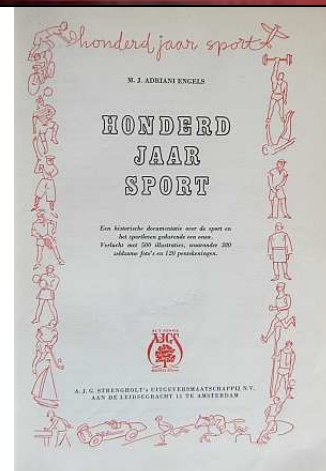 honderd jaar sport
M. J. ADRIANI ENGELS
HONDERD
JAAR
SPORT
Een historische documentatie over de sport en
het sportleven gedurende een eeuw.
Verlucht met 500 illustraties, waaronder 380
zeldzame foto's en 120 pentekeningen.
AJGS
A. J. G. STRENGHOLT's UITGEVERSMAATSCHAPPIJ N.V.
AAN DE LEIDSEGRACHT 11 TE AMSTERDAM